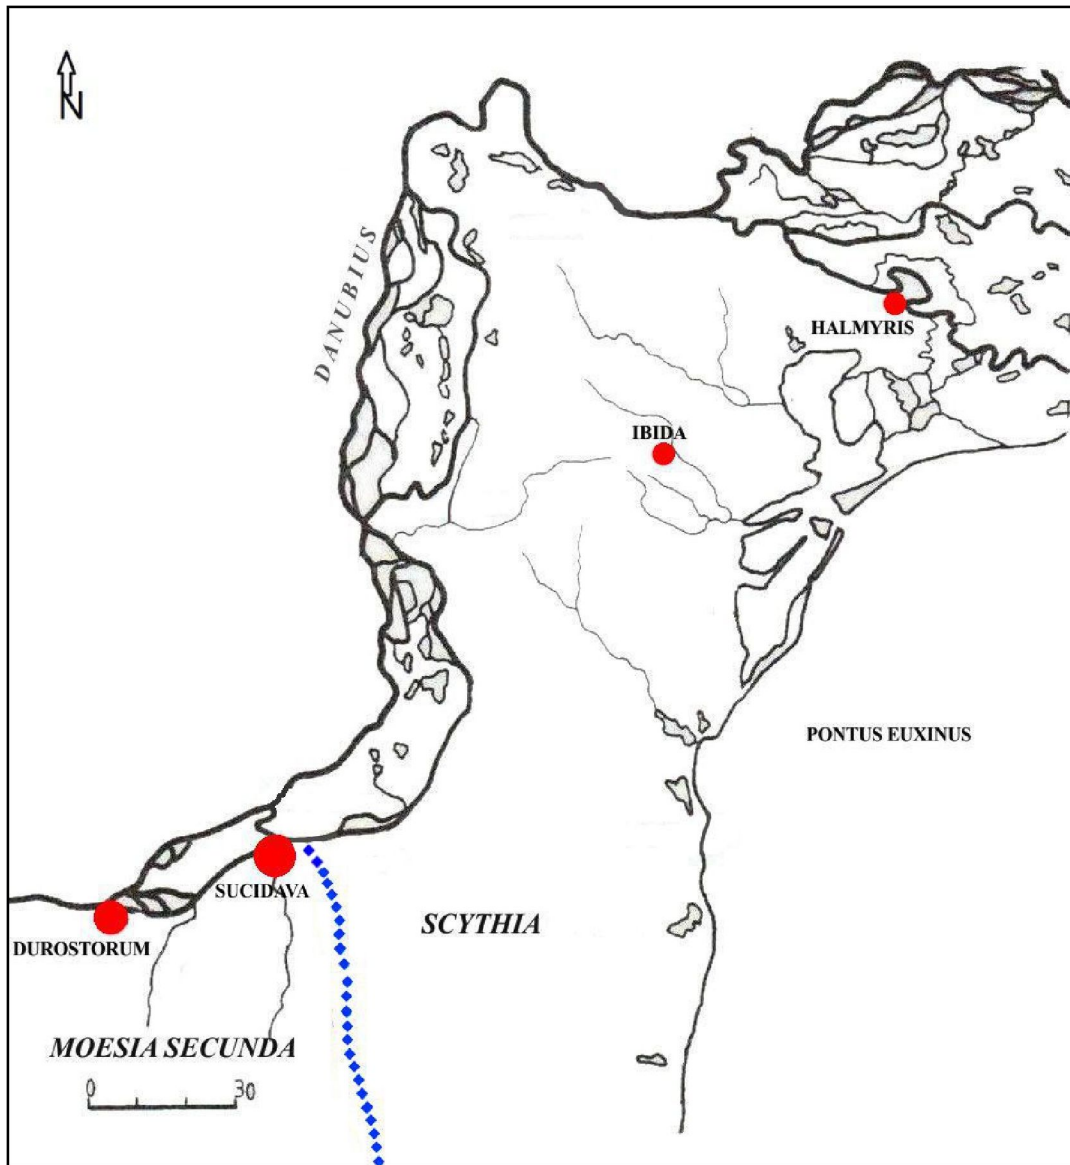 N
DANUBIUS
HALMYRIS
IBIDA
PONTUS EUXINUS
SUCIDAVA
SCYTHIA
DUROSTORUM
MOESIA SECUNDA
0 30